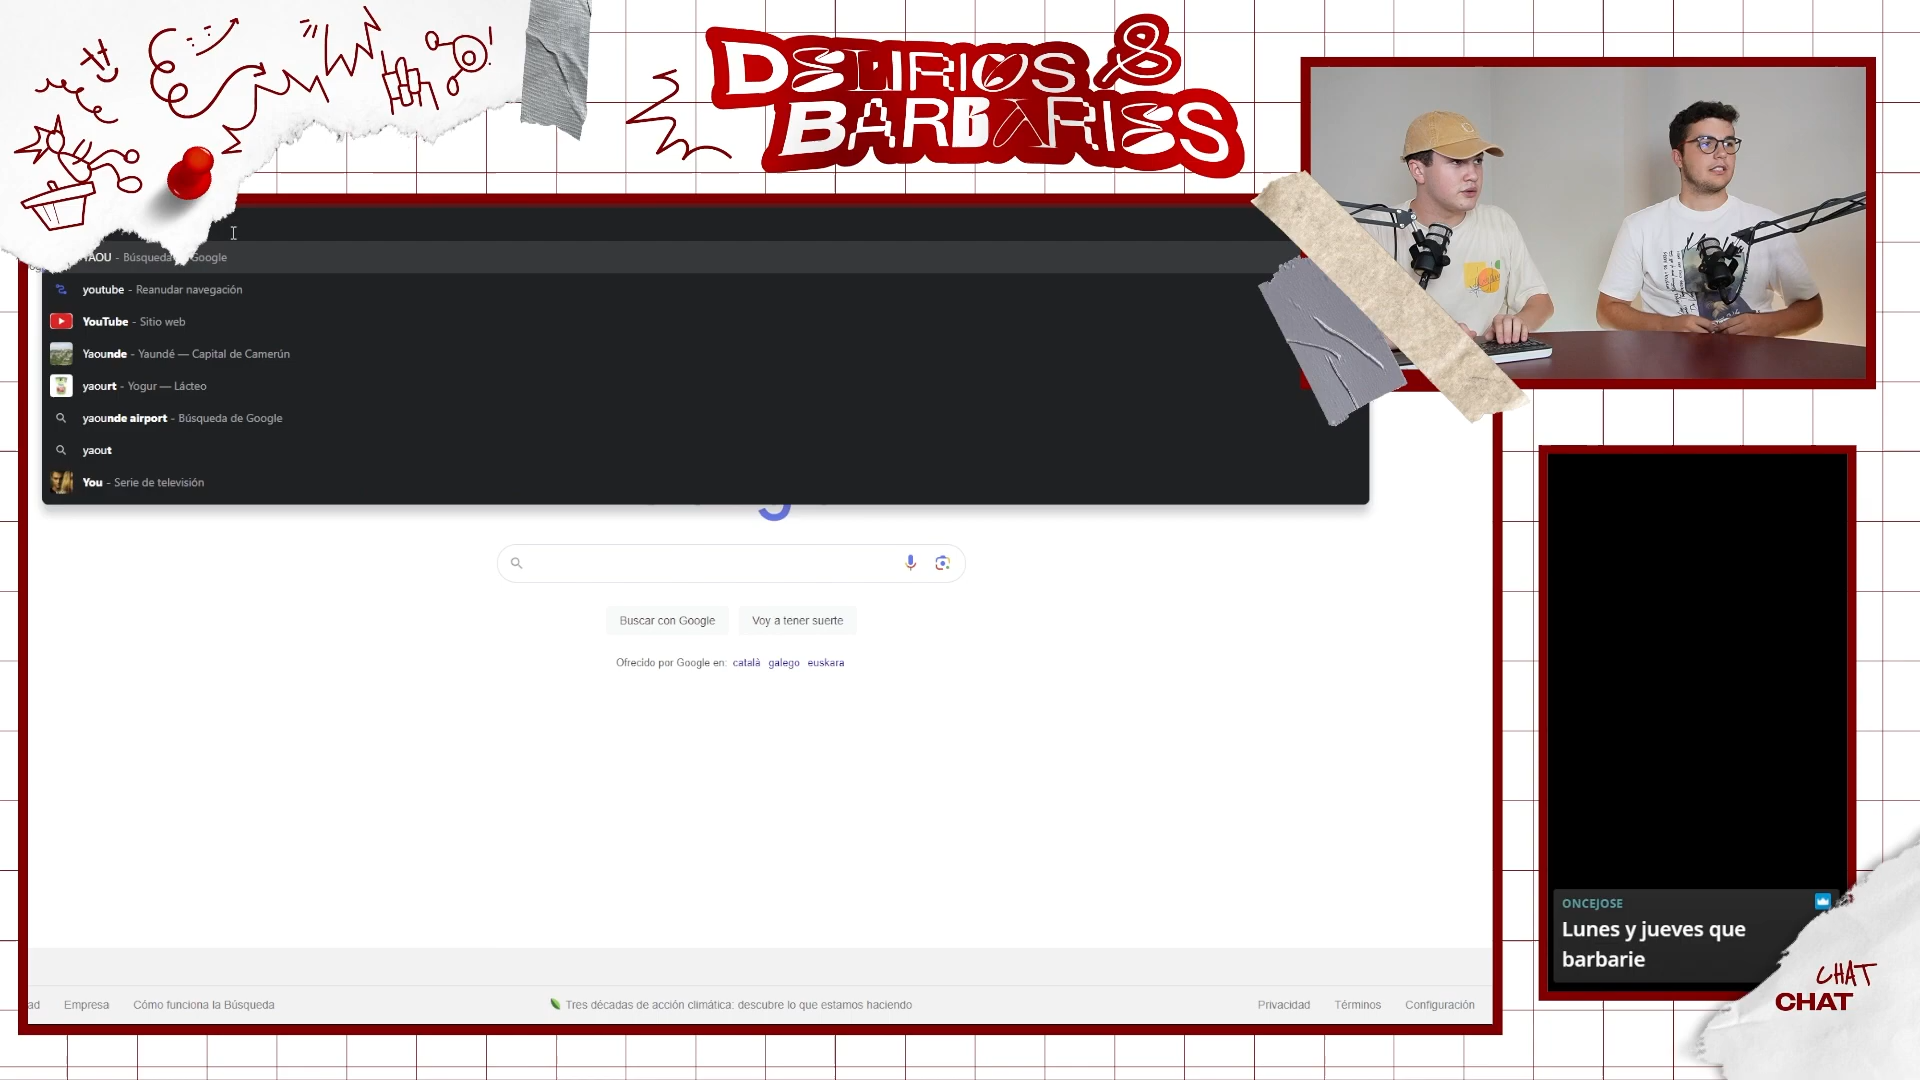 DELIRIOS &
BARBARIES
YAOU - Búsqueda Google
youtube - Reanudar navegación
YouTube - Sitio web
Yaounde - Yaundé — Capital de Camerún
yaourt - Yogur — Lácteo
yaounde airport - Búsqueda de Google
yaout
You - Serie de televisión
Buscar con Google
Voy a tener suerte
Ofrecido por Google en: català galego euskara
ad
Empresa
Cómo funciona la Búsqueda
Tres décadas de acción climática: descubre lo que estamos haciendo
Privacidad
Términos
Configuración
ONCEJOSE
Lunes y jueves que
barbarie
CHAT
CHAT